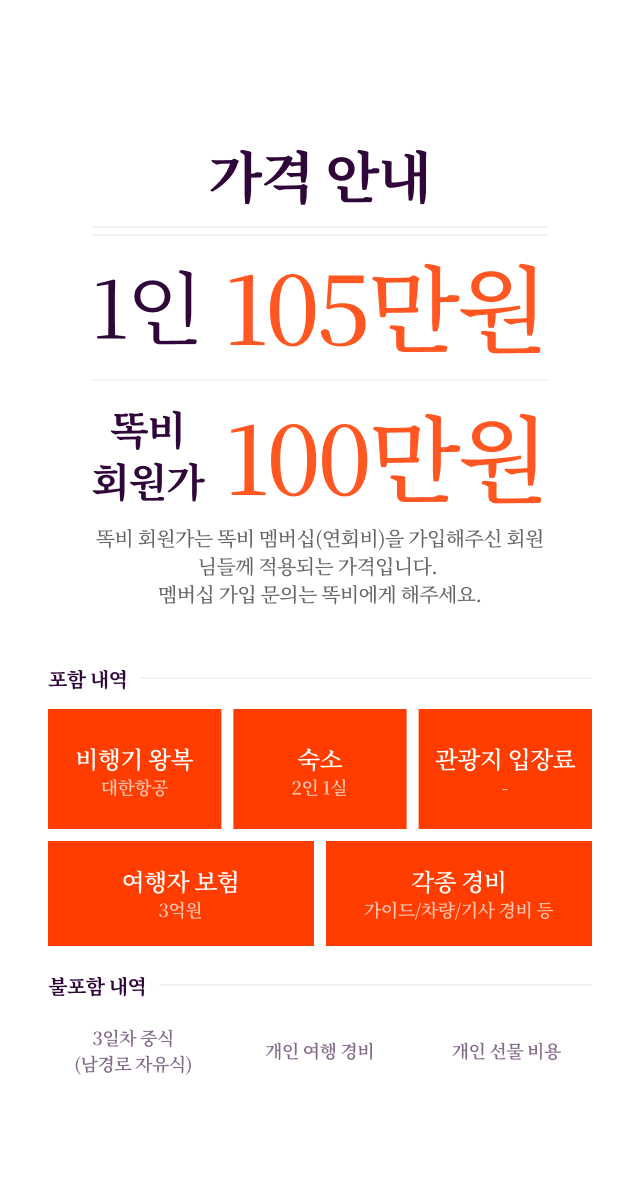 가격 안내
1인 105만원
똑비
회원가 100만원
똑비 회원가는 똑비 멤버십(연회비)을 가입해주신 회원
님들께 적용되는 가격입니다.
멤버십 가입 문의는 똑비에게 해주세요.
포함 내역
비행기 왕복
대한항공
숙소
2인 1실
관광지 입장료
-
여행자 보험
3억원
각종 경비
가이드/차량/기사 경비 등
불포함 내역
3일차 중식
(남경로 자유식)
개인 여행 경비
개인 선물 비용